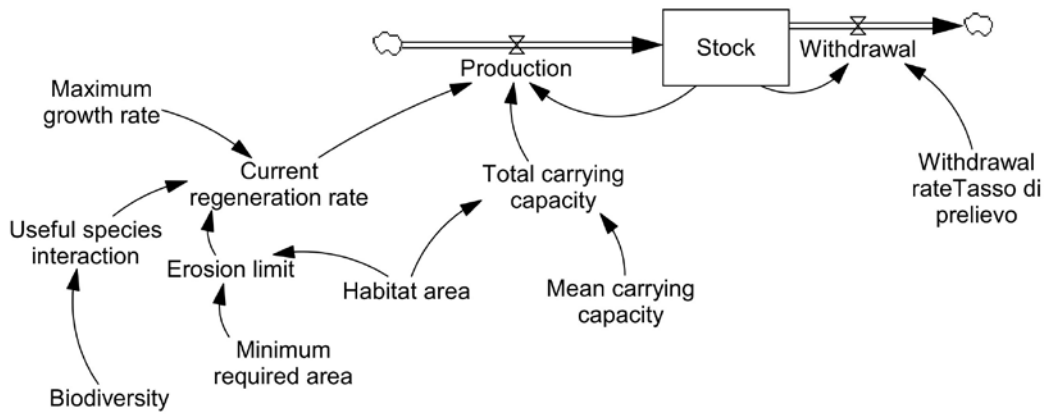 Stock
Withdrawal
Production
Maximum
growth rate
Current
regeneration rate
Total carrying
capacity
Withdrawal
rateTasso di
prelievo
Useful species
interaction
Erosion limit
Habitat area
Mean carrying
capacity
Minimum
required area
Biodiversity